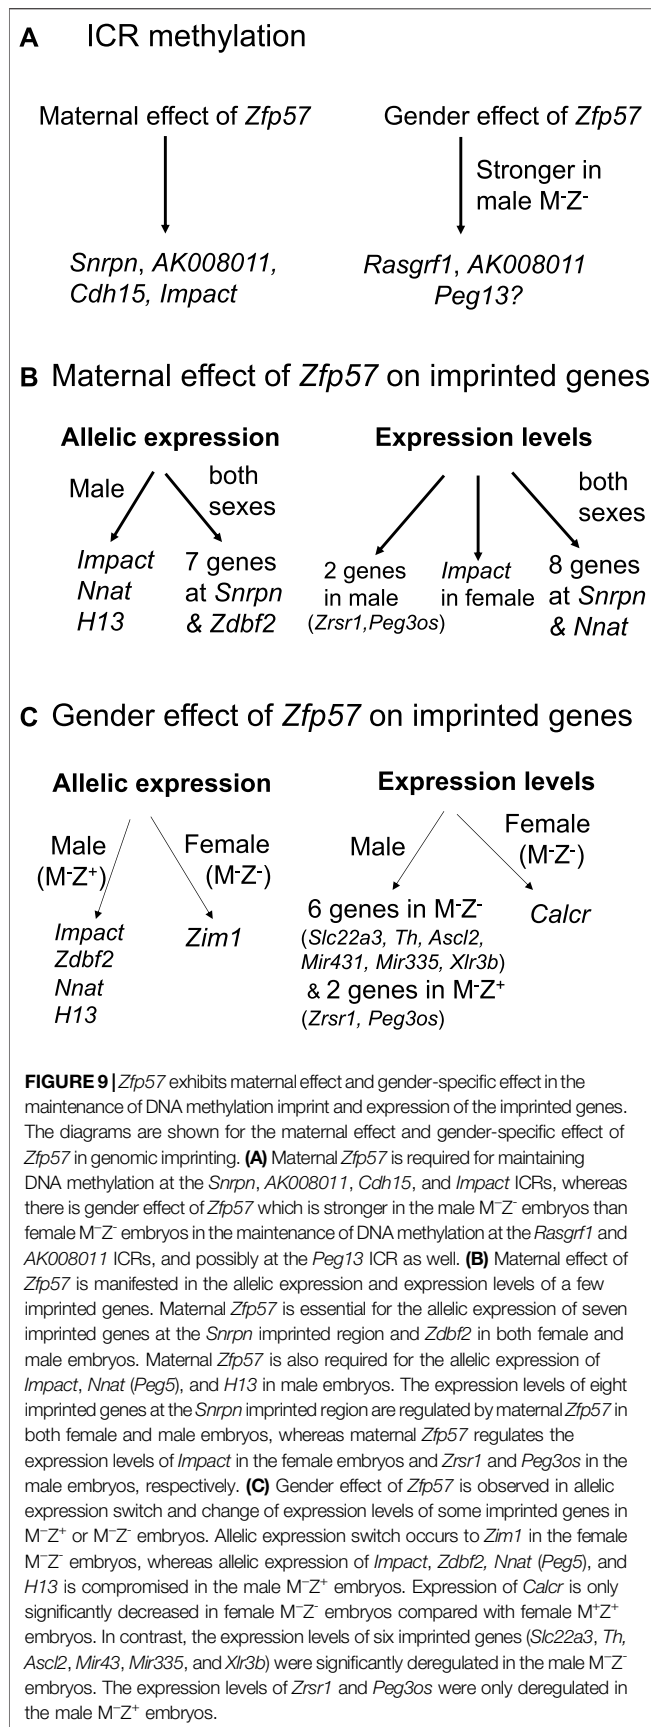 A ICR methylation
Maternal effect of Zfp57 Gender effect of Zfp57
Stronger in
male M-Z-
Snrpn, AK008011,
Cdh15, Impact
Rasgrf1, AK008011
Peg13?
B Maternal effect of Zfp57 on imprinted genes
Allelic expression Expression levels
Male
both
sexes
both
sexes
Impact
Nnat
H13
7 genes
at Snrpn
& Zdbf2
2 genes
in male
(Zrsr1,Peg3os)
Impact
in female
8 genes
at Snrpn
& Nnat
C Gender effect of Zfp57 on imprinted genes
Allelic expression Expression levels
Male
(M-Z+)
Female
(M-Z-)
Male
Female
(M-Z-)
Impact
Zdbf2
Nnat
H13
Zim1
6 genes in M-Z-
(Slc22a3, Th, Ascl2,
Mir431, Mir335, Xlr3b)
& 2 genes in M-Z+
(Zrsr1, Peg3os)
Calcr
FIGURE 9 | Zfp57 exhibits maternal effect and gender-specific effect in the
maintenance of DNA methylation imprint and expression of the imprinted genes.
The diagrams are shown for the maternal effect and gender-specific effect of
Zfp57 in genomic imprinting. (A) Maternal Zfp57 is required for maintaining
DNA methylation at the Snrpn, AK008011, Cdh15, and Impact ICRs, whereas
there is gender effect of Zfp57 which is stronger in the male M−Z- embryos than
female M−Z- embryos in the maintenance of DNA methylation at the Rasgrf1 and
AK008011 ICRs, and possibly at the Peg13 ICR as well. (B) Maternal effect of
Zfp57 is manifested in the allelic expression and expression levels of a few
imprinted genes. Maternal Zfp57 is essential for the allelic expression of seven
imprinted genes at the Snrpn imprinted region and Zdbf2 in both female and
male embryos. Maternal Zfp57 is also required for the allelic expression of
Impact, Nnat (Peg5), and H13 in male embryos. The expression levels of eight
imprinted genes at the Snrpn imprinted region are regulated by maternal Zfp57 in
both female and male embryos, whereas maternal Zfp57 regulates the
expression levels of Impact in the female embryos and Zrsr1 and Peg3os in the
male embryos, respectively. (C) Gender effect of Zfp57 is observed in allelic
expression switch and change of expression levels of some imprinted genes in
M−Z+ or M−Z- embryos. Allelic expression switch occurs to Zim1 in the female
M−Z- embryos, whereas allelic expression of Impact, Zdbf2, Nnat (Peg5), and
H13 is compromised in the male M−Z+ embryos. Expression of Calcr is only
significantly decreased in female M−Z- embryos compared with female M+Z+
embryos. In contrast, the expression levels of six imprinted genes (Slc22a3, Th,
Ascl2, Mir43, Mir335, and Xlr3b) were significantly deregulated in the male M−Z-
embryos. The expression levels of Zrsr1 and Peg3os were only deregulated in
the male M−Z+ embryos.